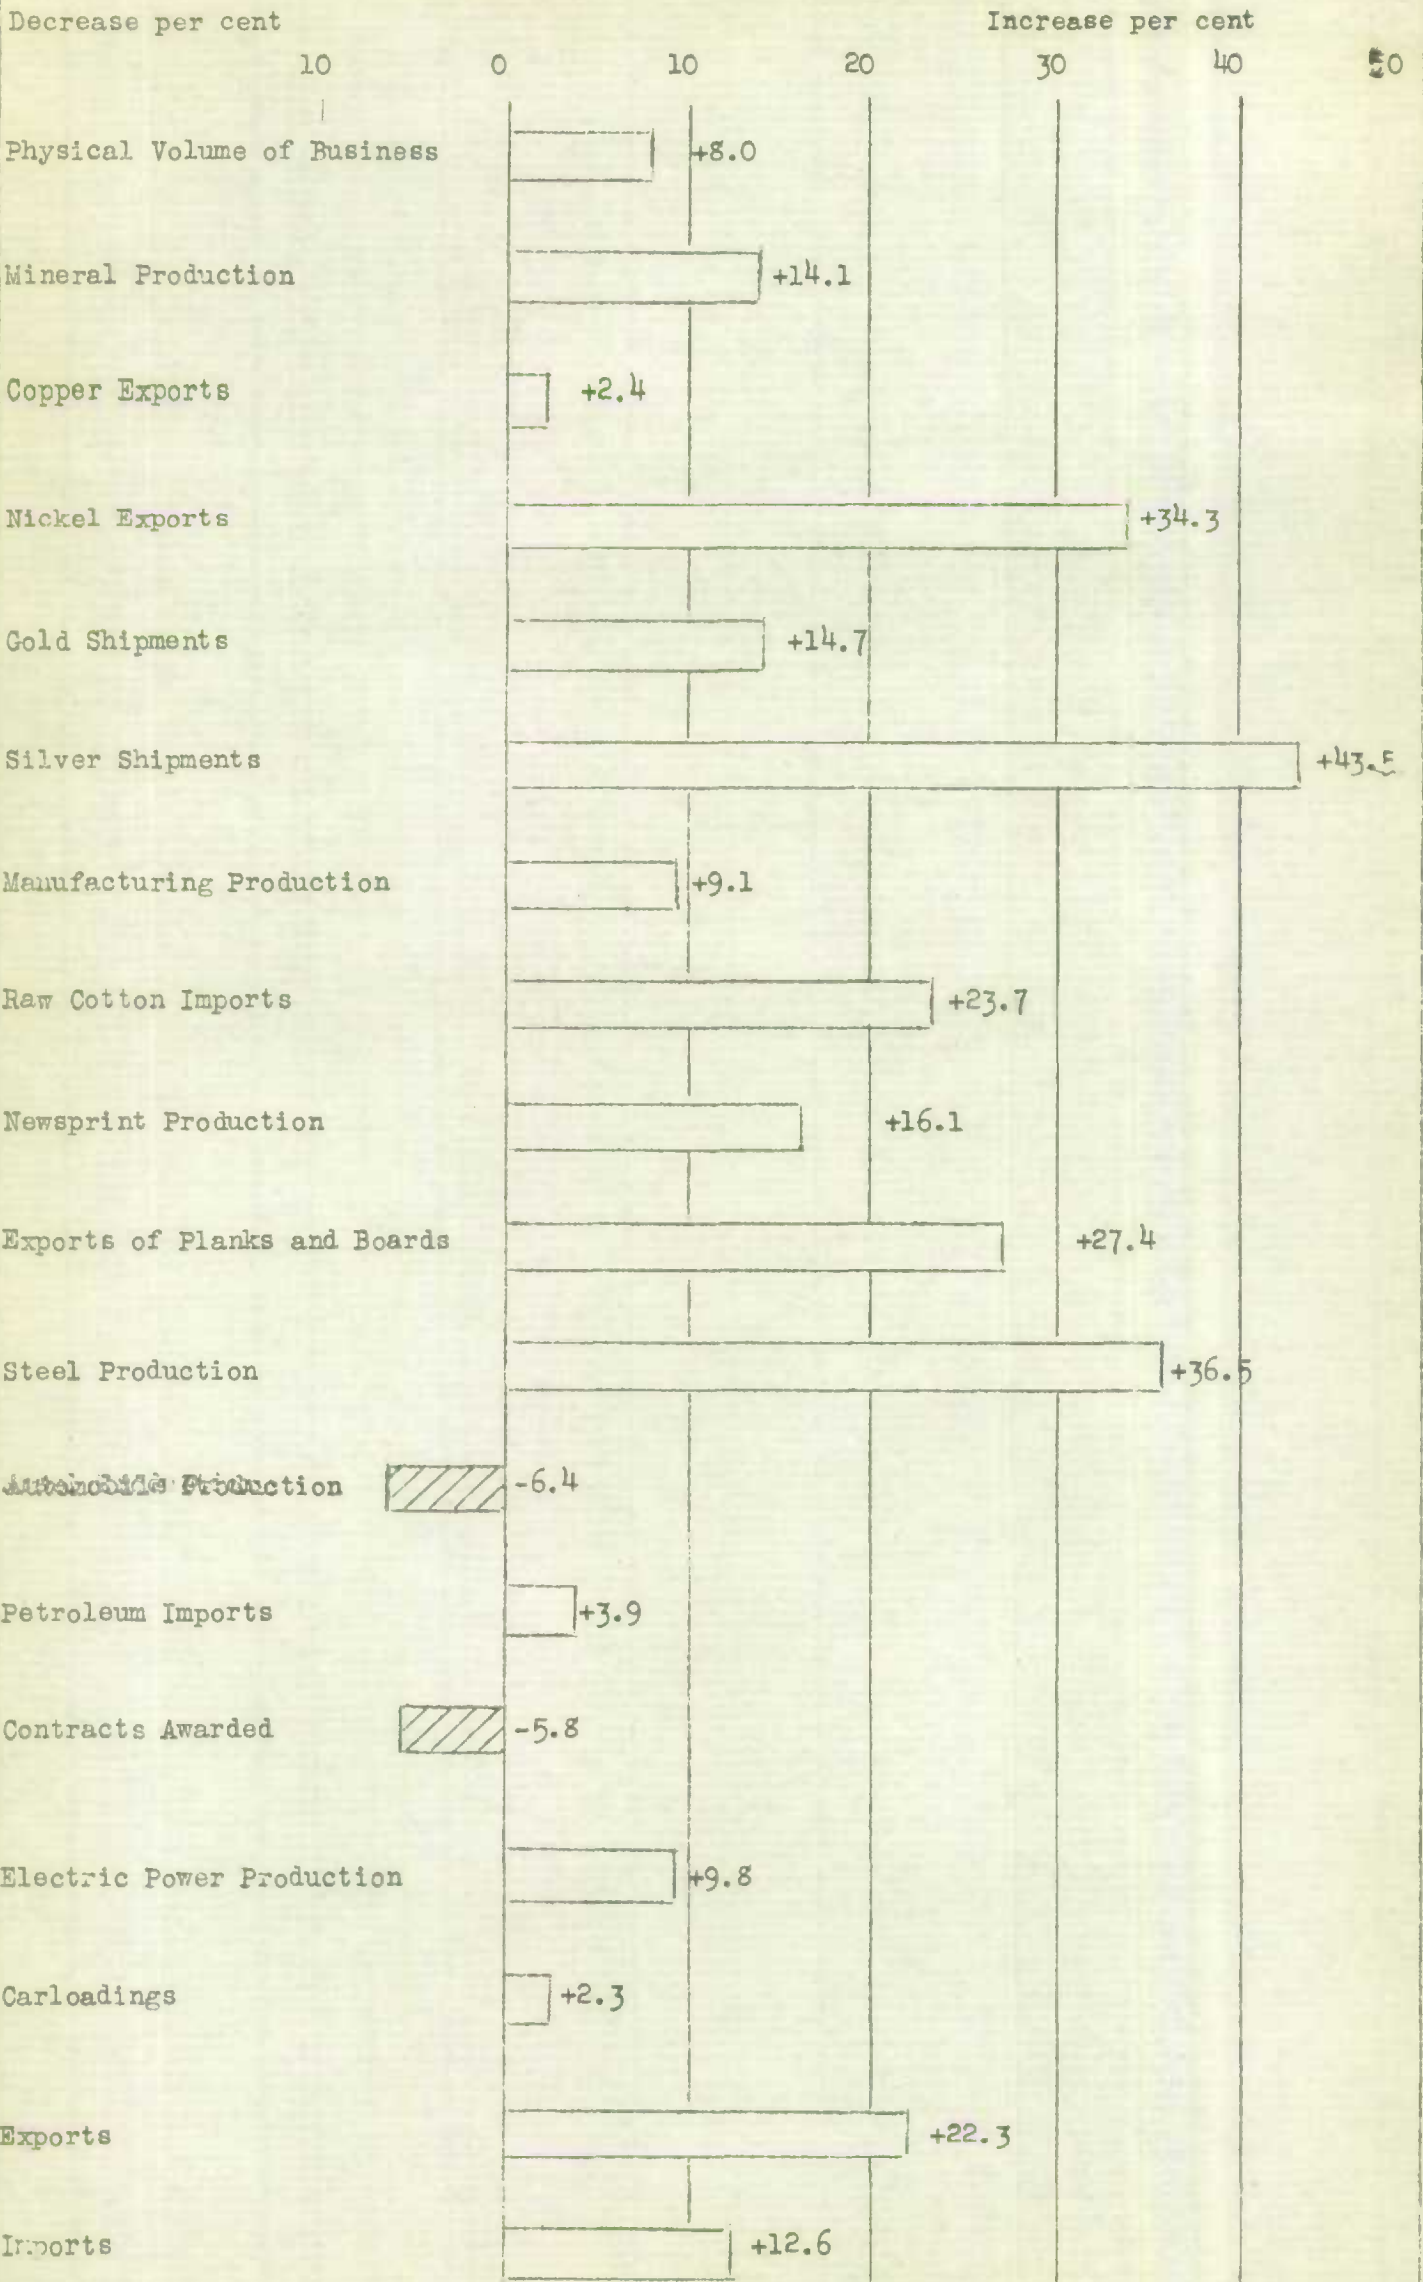 Decrease per cent Increase per cent
10 0 10 20 30 40 50
Physical Volume of Business +8.0
Mineral Production +14.1
Copper Exports +2.4
Nickel Exports +34.3
Gold Shipments +14.7
Silver Shipments +43.5
Manufacturing Production +9.1
Raw Cotton Imports +23.7
Newsprint Production +16.1
Exports of Planks and Boards +27.4
Steel Production +36.5
Automobile Production -6.4
Petroleum Imports +3.9
Contracts Awarded -5.8
Electric Power Production +9.8
Carloadings +2.3
Exports +22.3
Imports +12.6